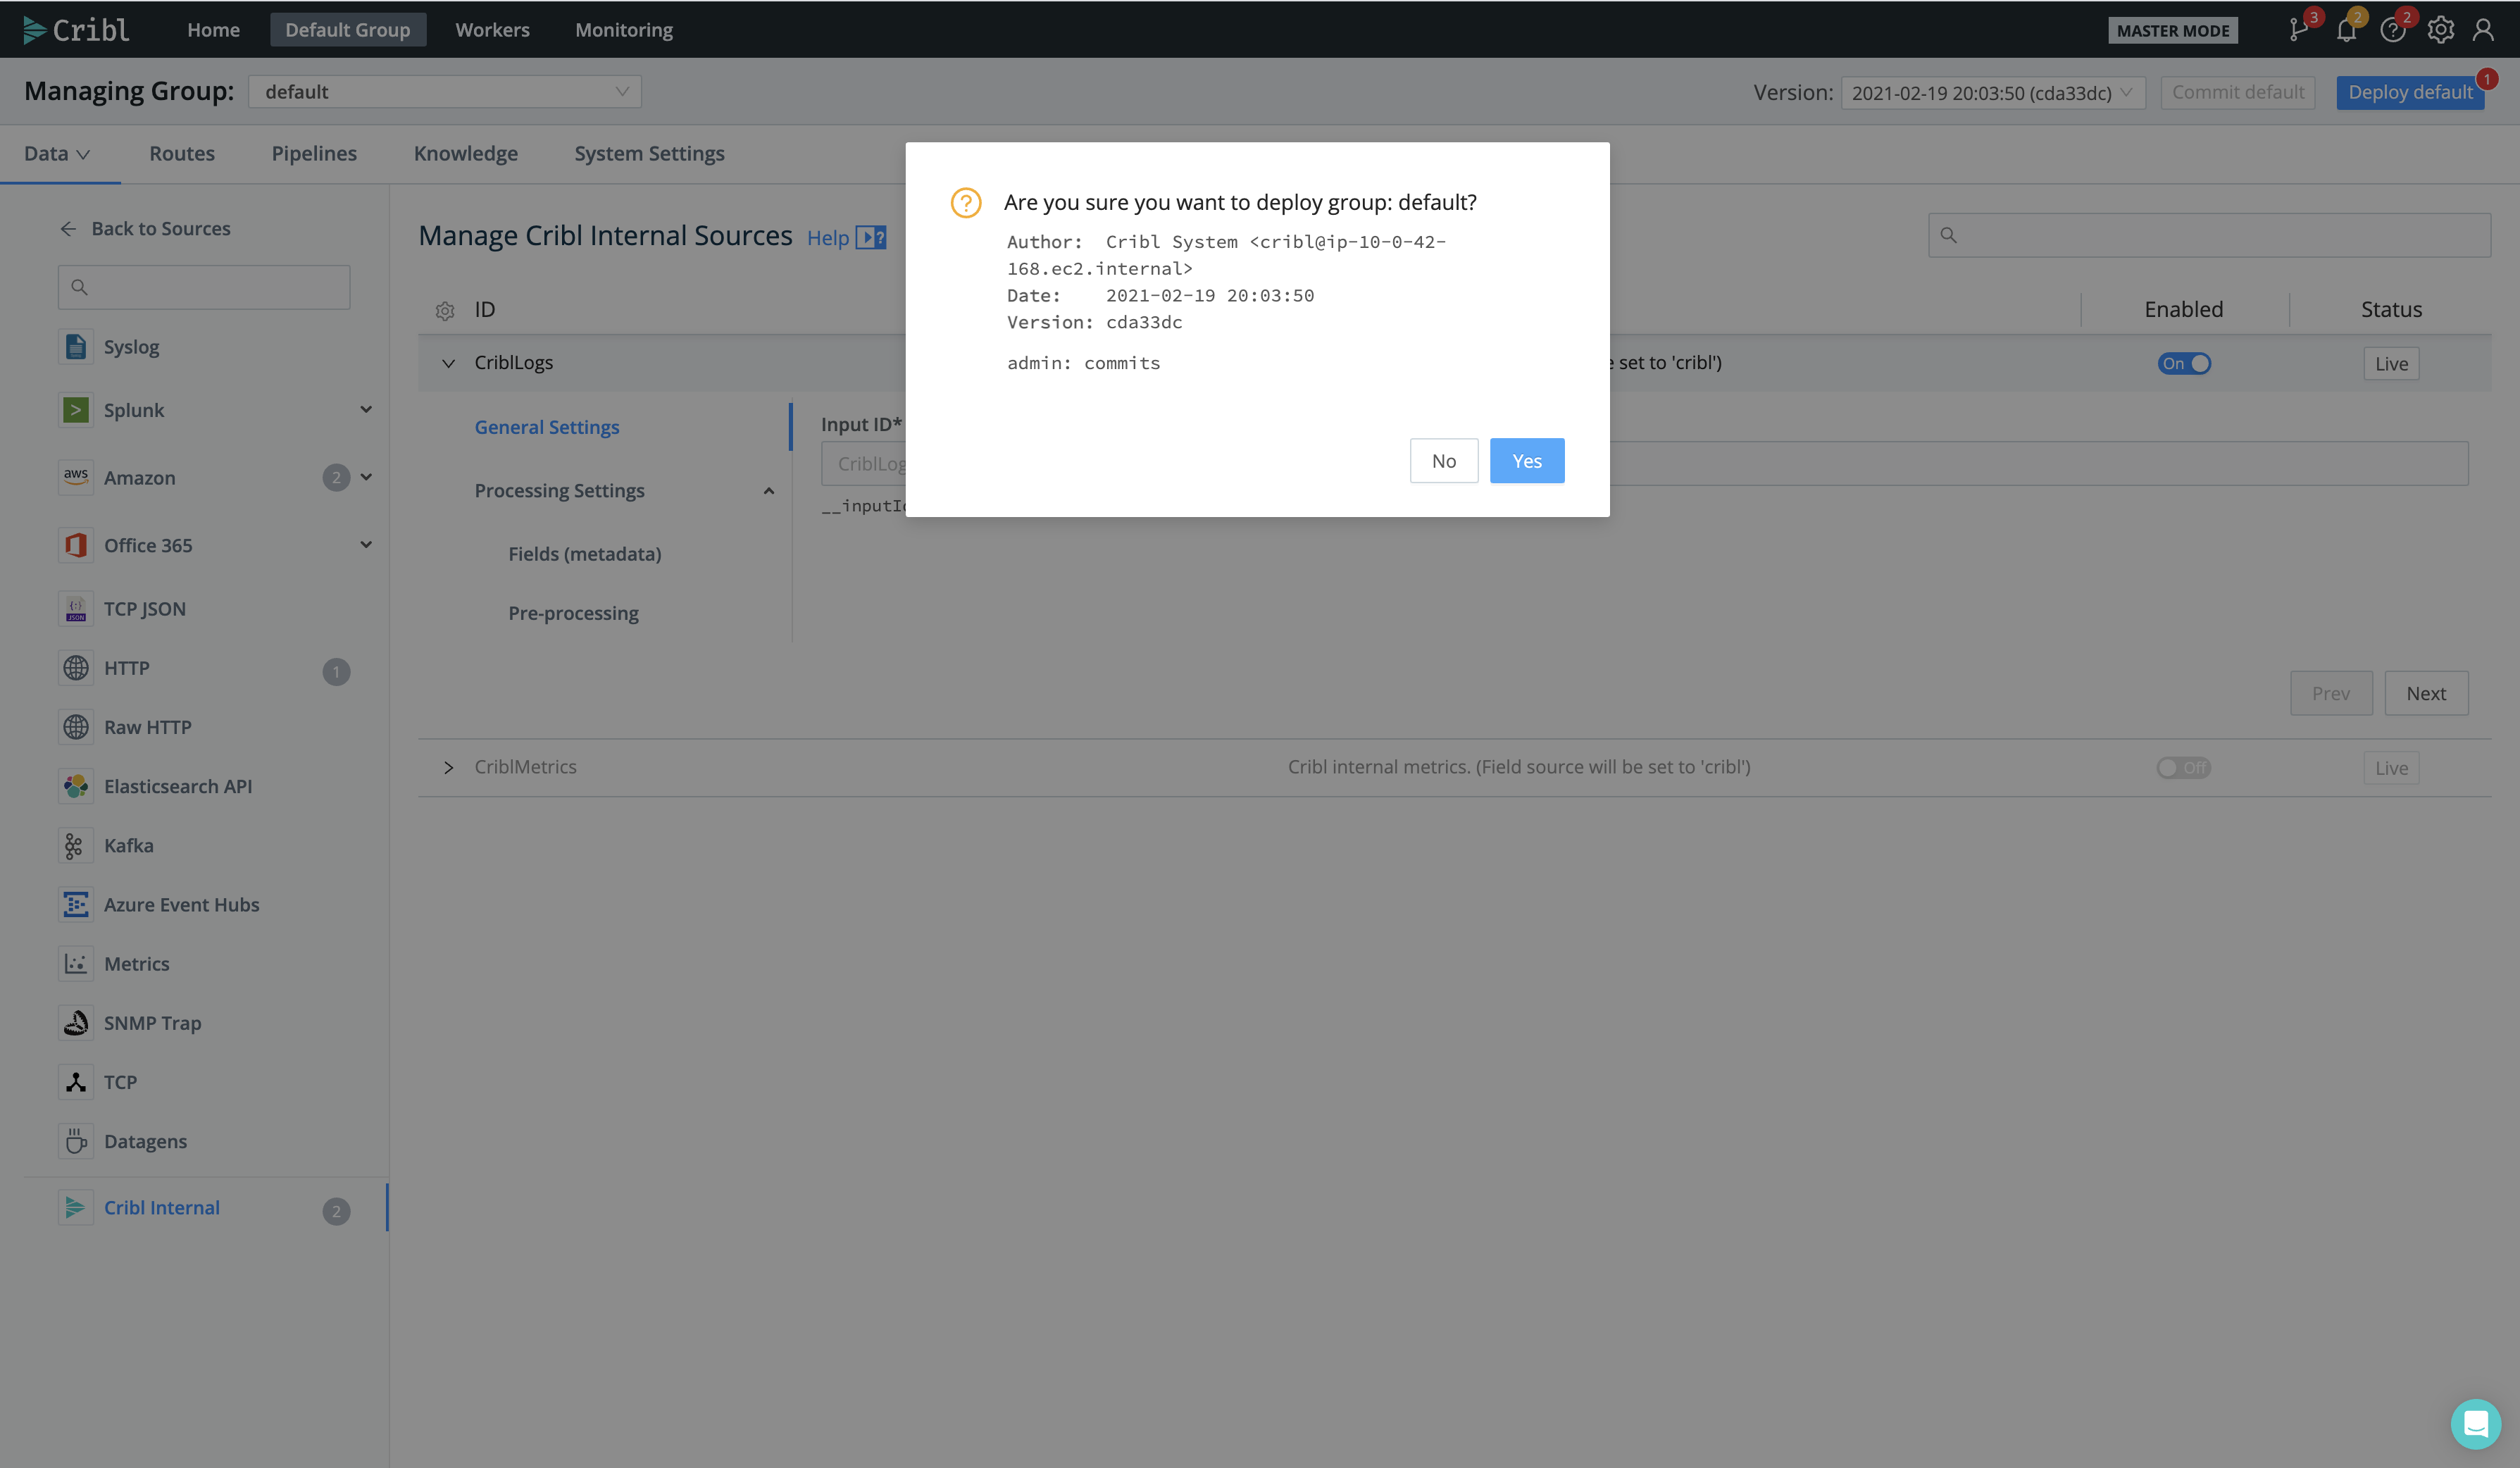 Cribl
Home
Default Group
Workers
Monitoring
MASTER MODE
3
2
2
Managing Group:
default
Version:
2021-02-19 20:03:50 (cda33dc)
Commit default
Deploy default
1
Data
Routes
Pipelines
Knowledge
System Settings
Back to Sources
Syslog
Splunk
aws
Amazon
2
Office 365
JSON
TCP JSON
HTTP
1
Raw HTTP
Elasticsearch API
Kafka
Azure Event Hubs
Metrics
SNMP Trap
TCP
Datagens
Cribl Internal
2
Manage Cribl Internal Sources
Help
ID
Enabled
Status
CriblLogs
e set to 'cribl')
On
Live
General Settings
Processing Settings
Fields (metadata)
Pre-processing
Input ID*
CriblLog
__inputI
Prev
Next
CriblMetrics
Cribl internal metrics. (Field source will be set to 'cribl')
Off
Live
Are you sure you want to deploy group: default?
Author: Cribl System <cribl@ip-10-0-42-
168.ec2.internal>
Date: 2021-02-19 20:03:50
Version: cda33dc
admin: commits
No
Yes